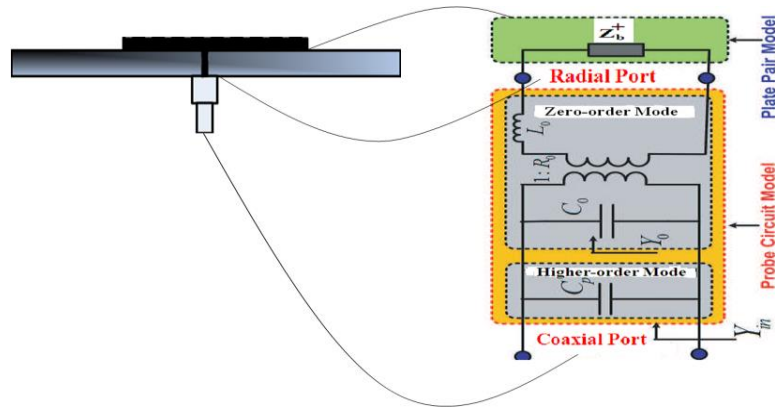 Z_b^+
Radial Port
Zero-order Mode
L_0
1:R_0
C_0
Y_0
Higher-order Mode
C_p
Coaxial Port
Y_in
Plate Pair Model
Probe Circuit Model